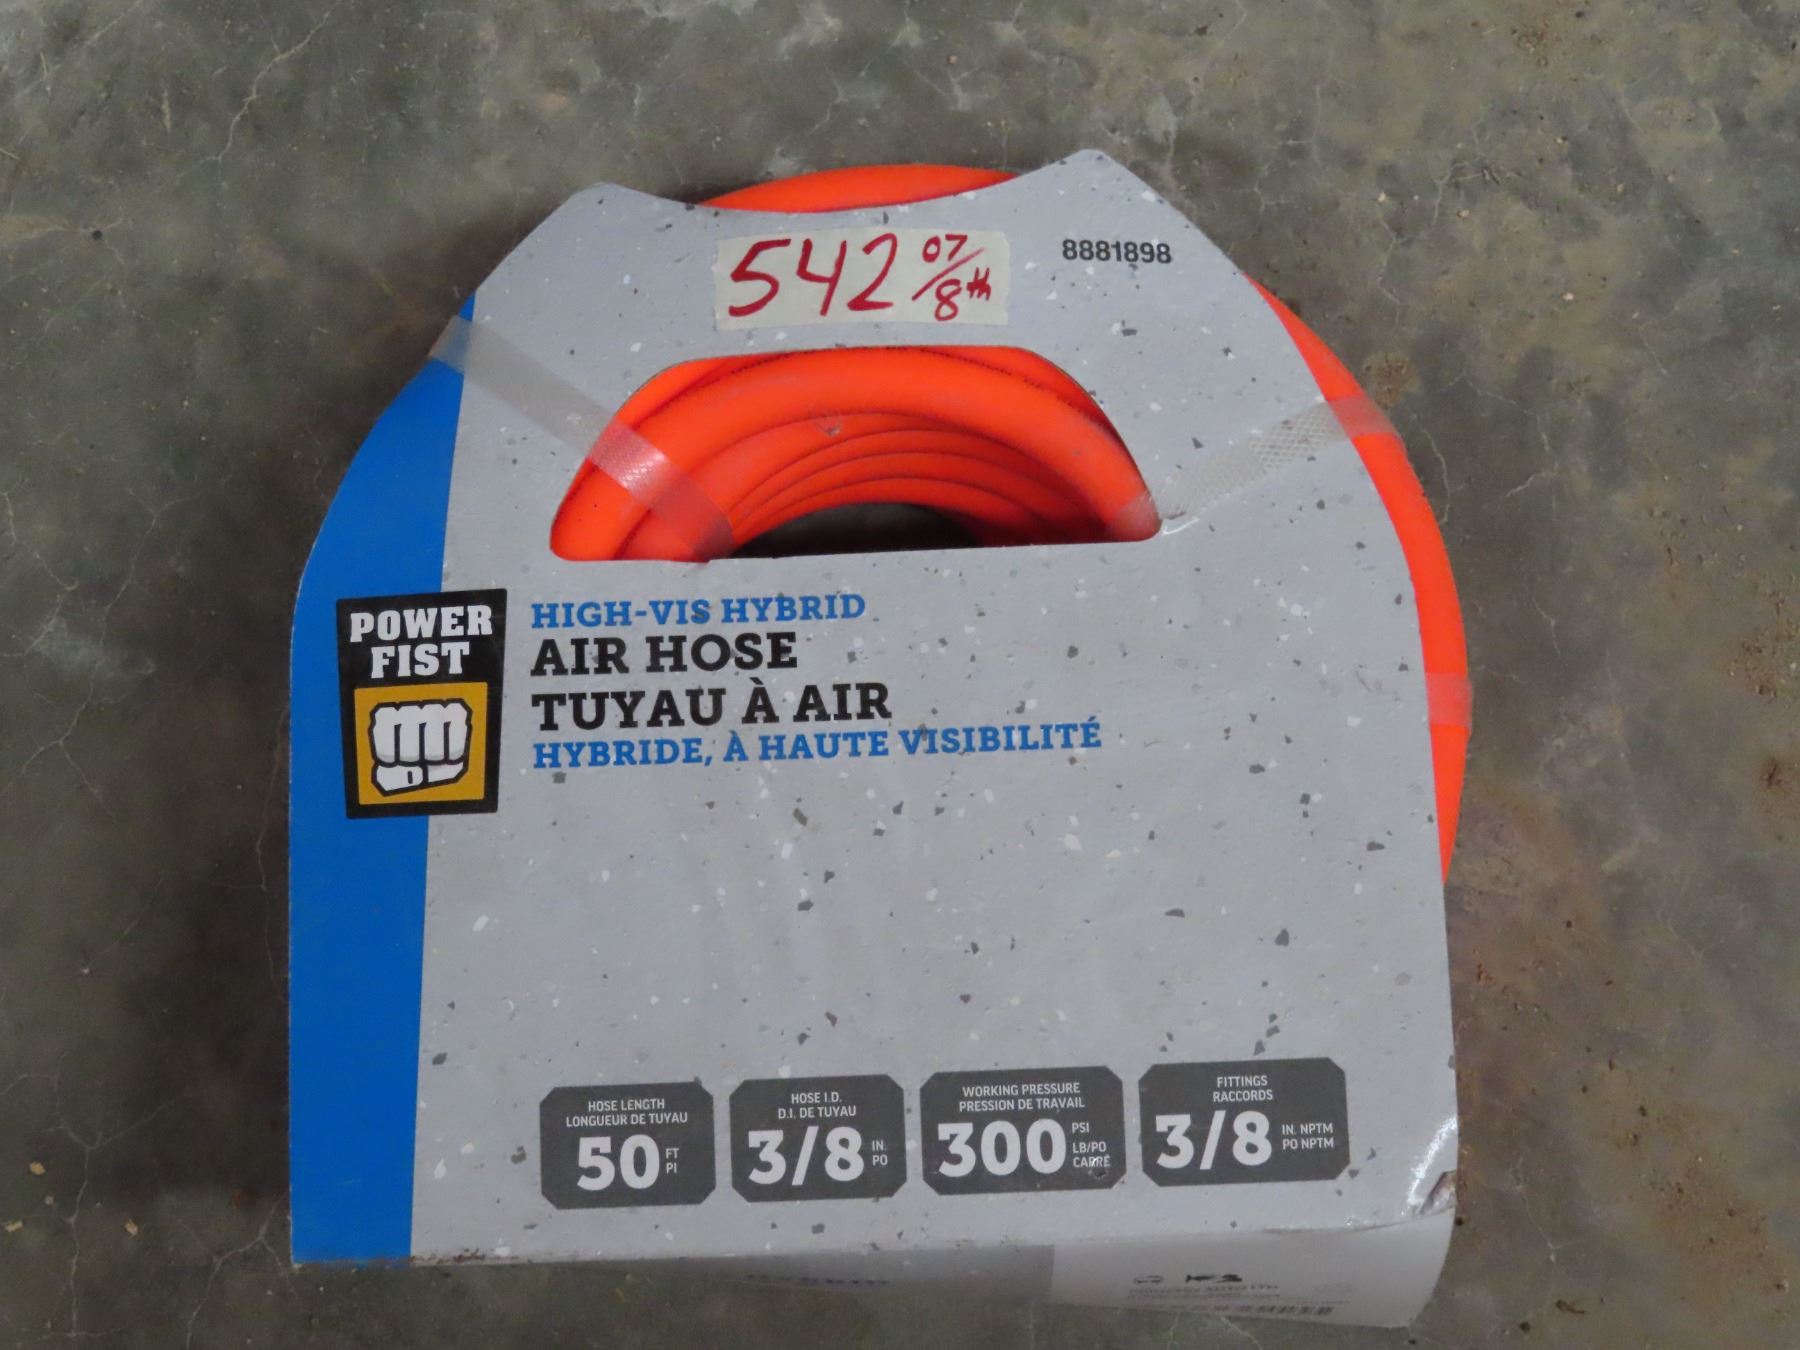 542 07/8th
8881898
POWER
FIST
HIGH-VIS HYBRID
AIR HOSE
TUYAU À AIR
HYBRIDE, À HAUTE VISIBILITÉ
HOSE LENGTH
LONGUEUR DE TUYAU
50 FT
PI
HOSE I.D.
D.I. DE TUYAU
3/8 IN.
PO
WORKING PRESSURE
PRESSION DE TRAVAIL
300 PSI
LB/PO
CARRÉ
FITTINGS
RACCORDS
3/8 IN. NPTM
PO NPTM